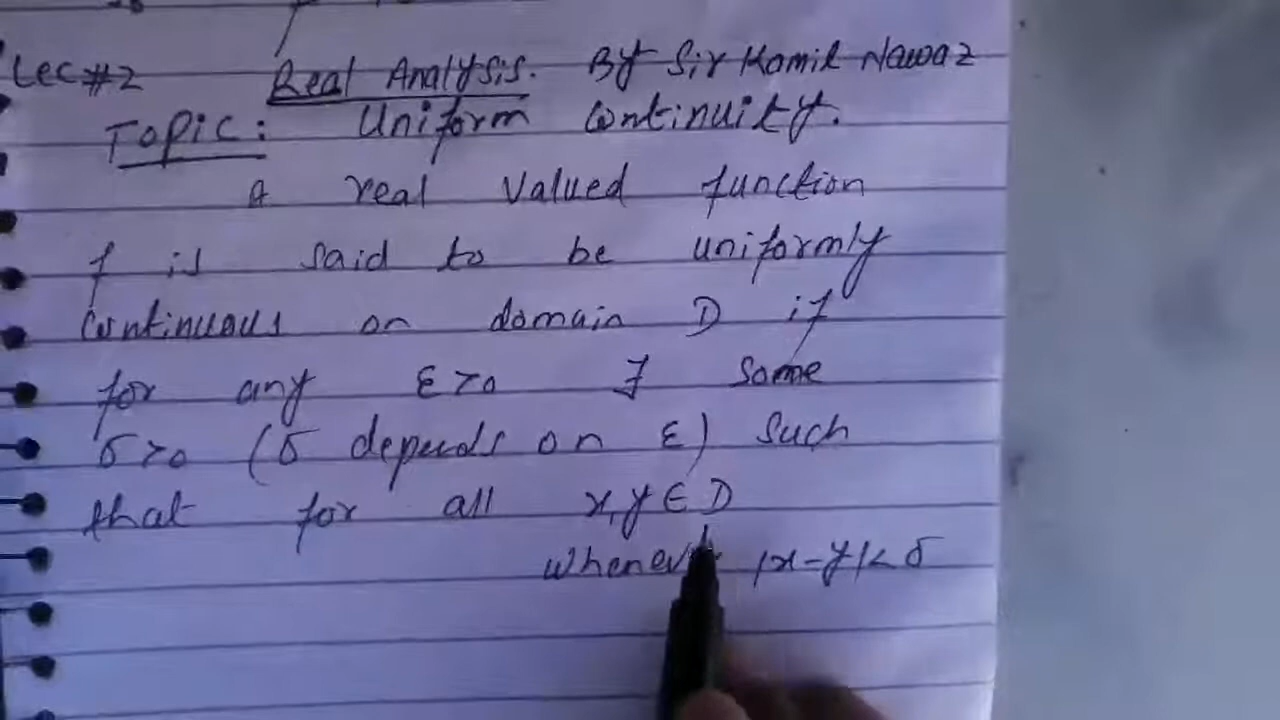 Lec#2 Real Analysis. By Sir Kamil Nawaz
Topic: Uniform Continuity.
A real valued function
f is said to be uniformly
Continuous on domain D if
for any ε>0 ∃ some
δ>0 (δ depends on ε) such
that for all x,y∈D
whenever |x-y|<δ